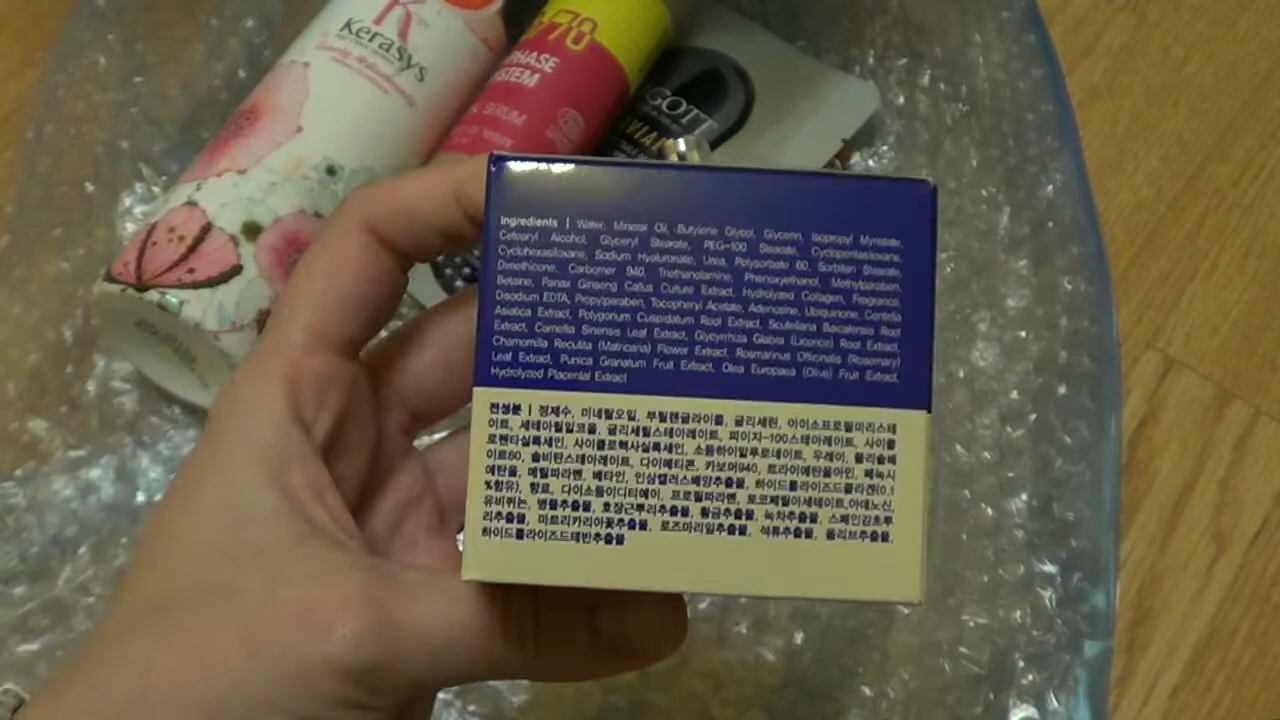 K
Kerasys
PHASE
SERUM
Ingredients | Water, Mineral Oil, Butylene Glycol, Glycerin, Isopropyl Myristate,
Cetearyl Alcohol, Glyceryl Stearate, PEG-100 Stearate, Cyclopentasiloxane,
Cyclohexasiloxane, Sodium Hyaluronate, Urea, Polysorbate 60, Sorbitan Stearate,
Dimethicone, Carbomer 940, Triethanolamine, Phenoxyethanol, Methylparaben,
Betaine, Panax Ginseng Callus Culture Extract, Hydrolyzed Collagen, Fragrance,
Disodium EDTA, Propylparaben, Tocopheryl Acetate, Adenosine, Ubiquinone, Centella
Asiatica Extract, Polygonum Cuspidatum Root Extract, Scutellaria Baicalensis Root
Extract, Camellia Sinensis Leaf Extract, Glycyrrhiza Glabra (Licorice) Root Extract,
Chamomilla Recutita (Matricaria) Flower Extract, Rosmarinus Officinalis (Rosemary)
Leaf Extract, Punica Granatum Fruit Extract, Olea Europaea (Olive) Fruit Extract,
Hydrolyzed Placental Extract
전성분 | 정제수, 미네랄오일, 부틸렌글라이콜, 글리세린, 아이소프로필미리스테
이트, 세테아릴알코올, 글리세릴스테아레이트, 피이지-100스테아레이트, 사이클
로펜타실록세인, 사이클로헥사실록세인, 소듐하이알루로네이트, 우레아, 폴리솔베
이트60, 솔비탄스테아레이트, 다이메티콘, 카보머940, 트라이에탄올아민, 페녹시
에탄올, 메틸파라벤, 베타인, 인삼캘러스배양추출물, 하이드롤라이즈드콜라겐(0.1
%함유), 향료, 다이소듐이디티에이, 프로필파라벤, 토코페릴아세테이트,아데노신,
유비퀴논, 병풀추출물, 호장근뿌리추출물, 황금추출물, 녹차추출물, 스페인감초뿌
리추출물, 마트리카리아꽃추출물, 로즈마리잎추출물, 석류추출물, 올리브추출물,
하이드롤라이즈드태반추출물